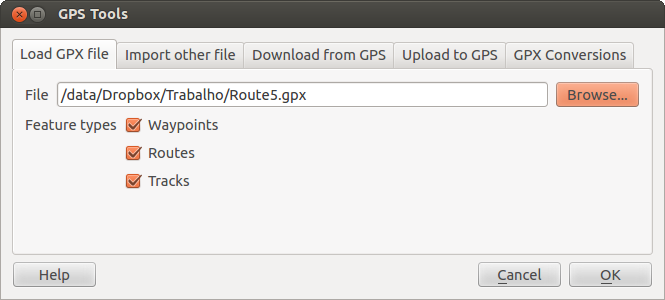 GPS Tools
Load GPX file Import other file Download from GPS Upload to GPS GPX Conversions
File /data/Dropbox/Trabalho/Route5.gpx Browse...
Feature types Waypoints
Routes
Tracks
Help Cancel OK